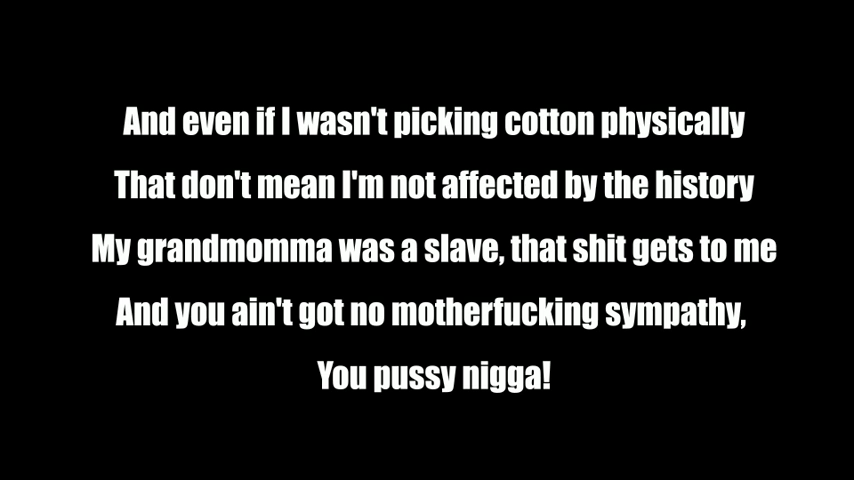 And even if I wasn't picking cotton physically
That don't mean I'm not affected by the history
My grandmomma was a slave, that shit gets to me
And you ain't got no motherfucking sympathy,
You pussy nigga!